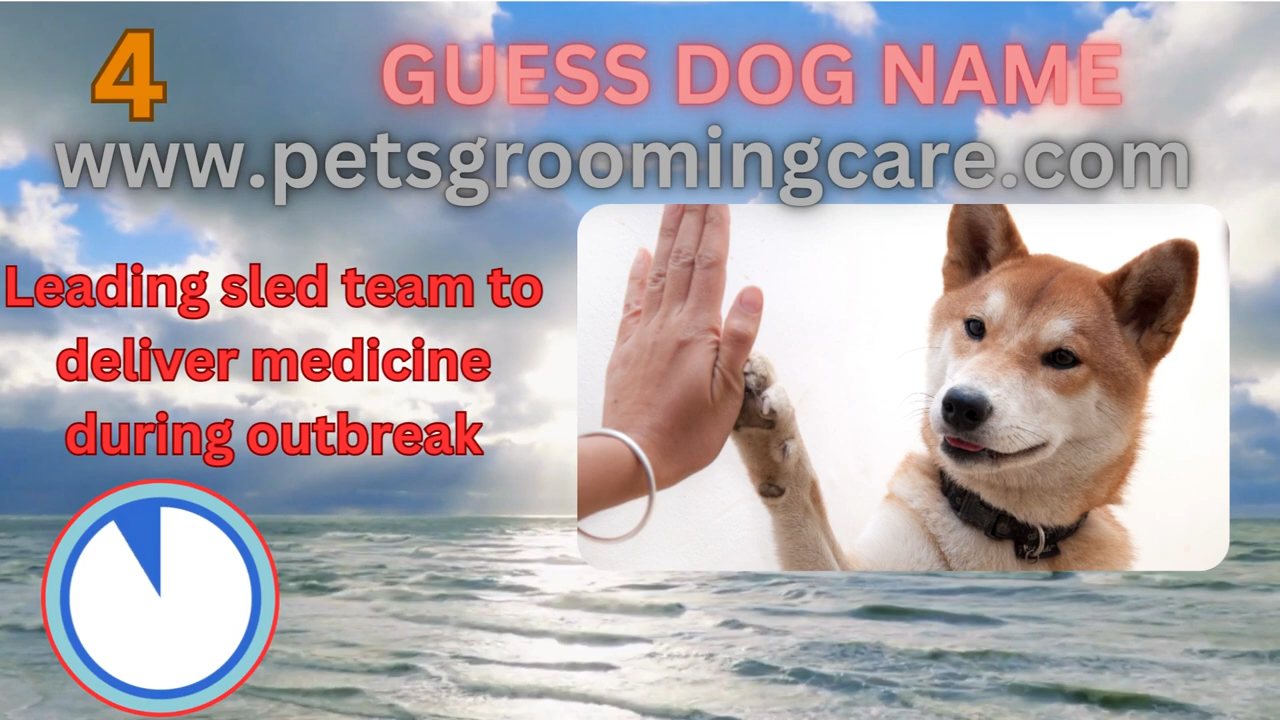 4
GUESS DOG NAME
www.petsgroomingcare.com
Leading sled team to
deliver medicine
during outbreak